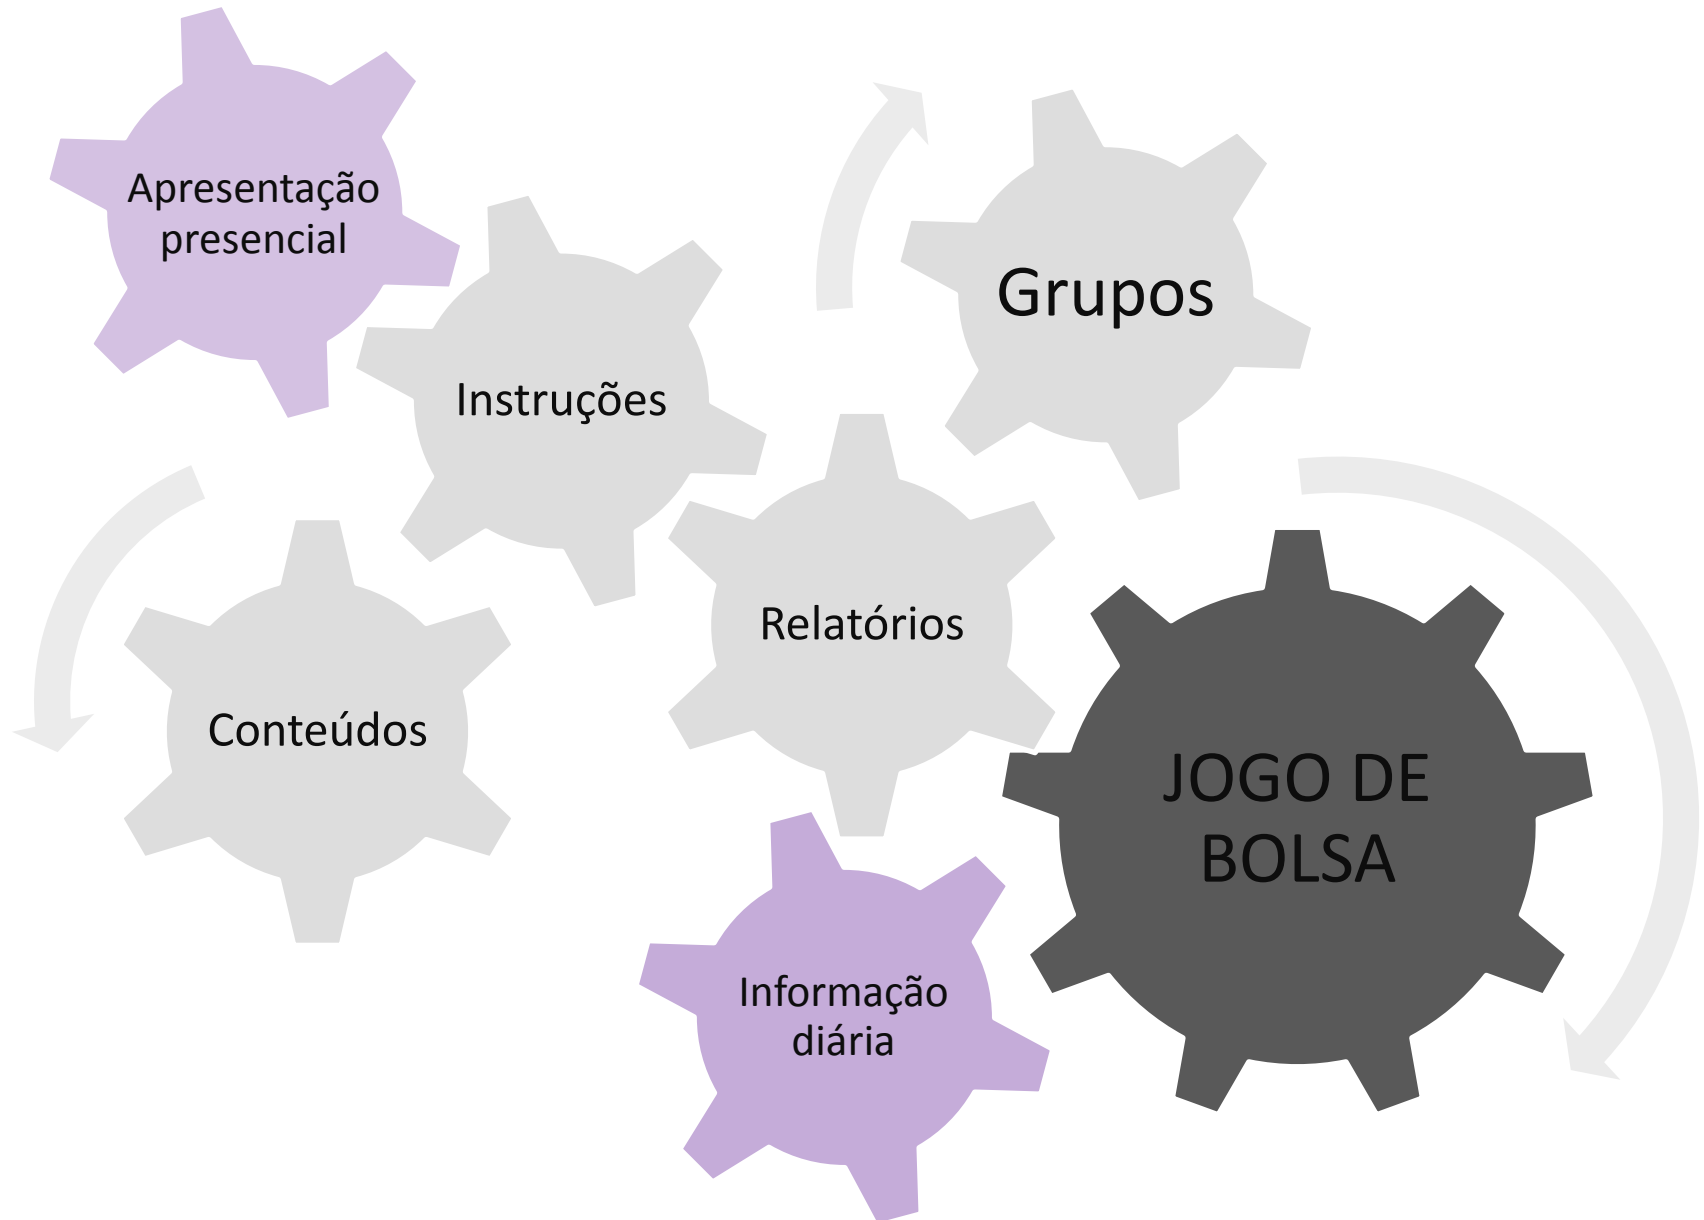 Apresentação
presencial
Grupos
Instruções
Relatórios
Conteúdos
JOGO DE
BOLSA
Informação
diária